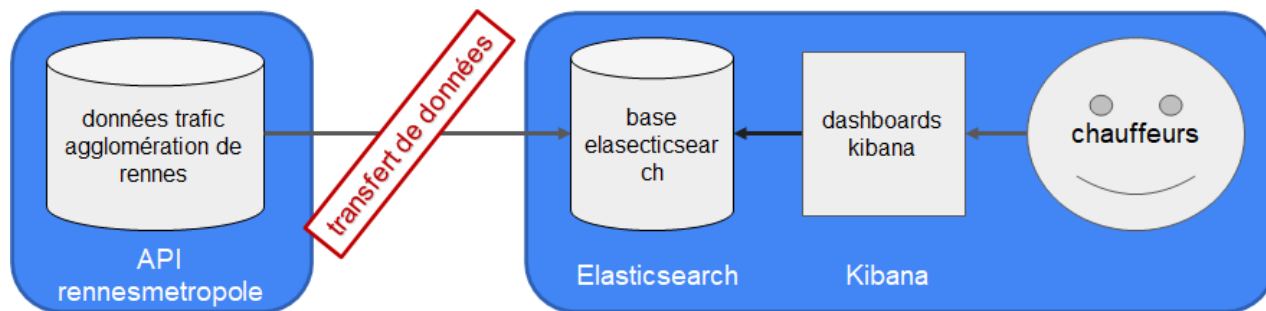 données trafic
agglomération de
rennes
API
rennesmetropole
transfert de données
base
elasecticsear
ch
Elasticsearch
dashboards
kibana
Kibana
chauffeurs